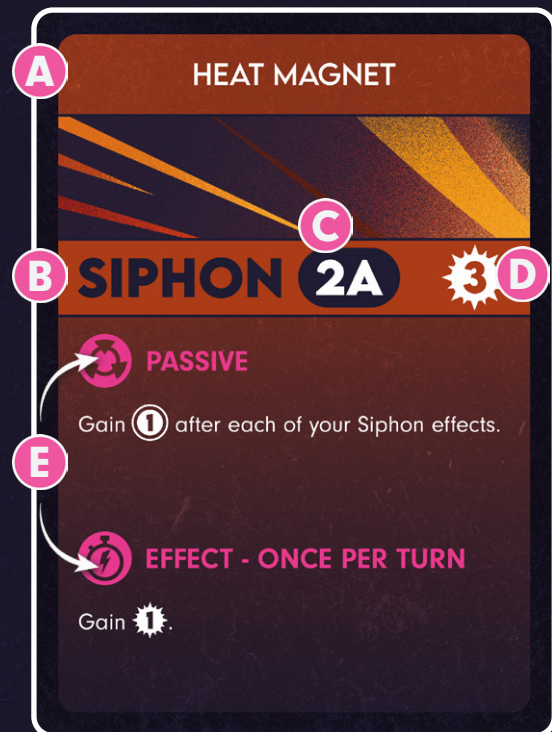 A
HEAT MAGNET
C
B
SIPHON 2A
3
D
PASSIVE
Gain 1 after each of your Siphon effects.
E
EFFECT - ONCE PER TURN
Gain 1.